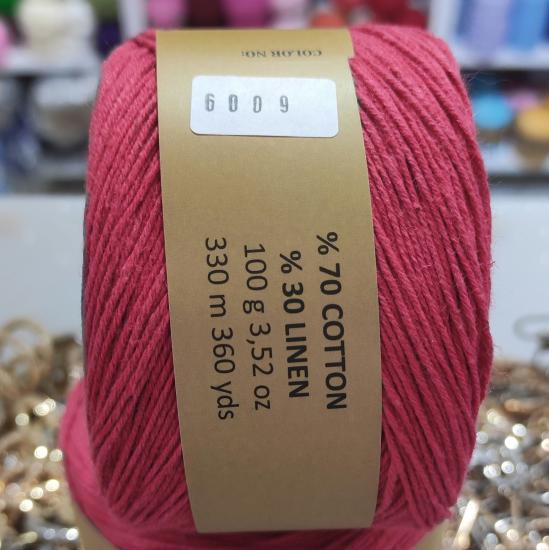 COLOR NO:
6009
% 70 COTTON
% 30 LINEN
100 g 3,52 oz
330 m 360 yds